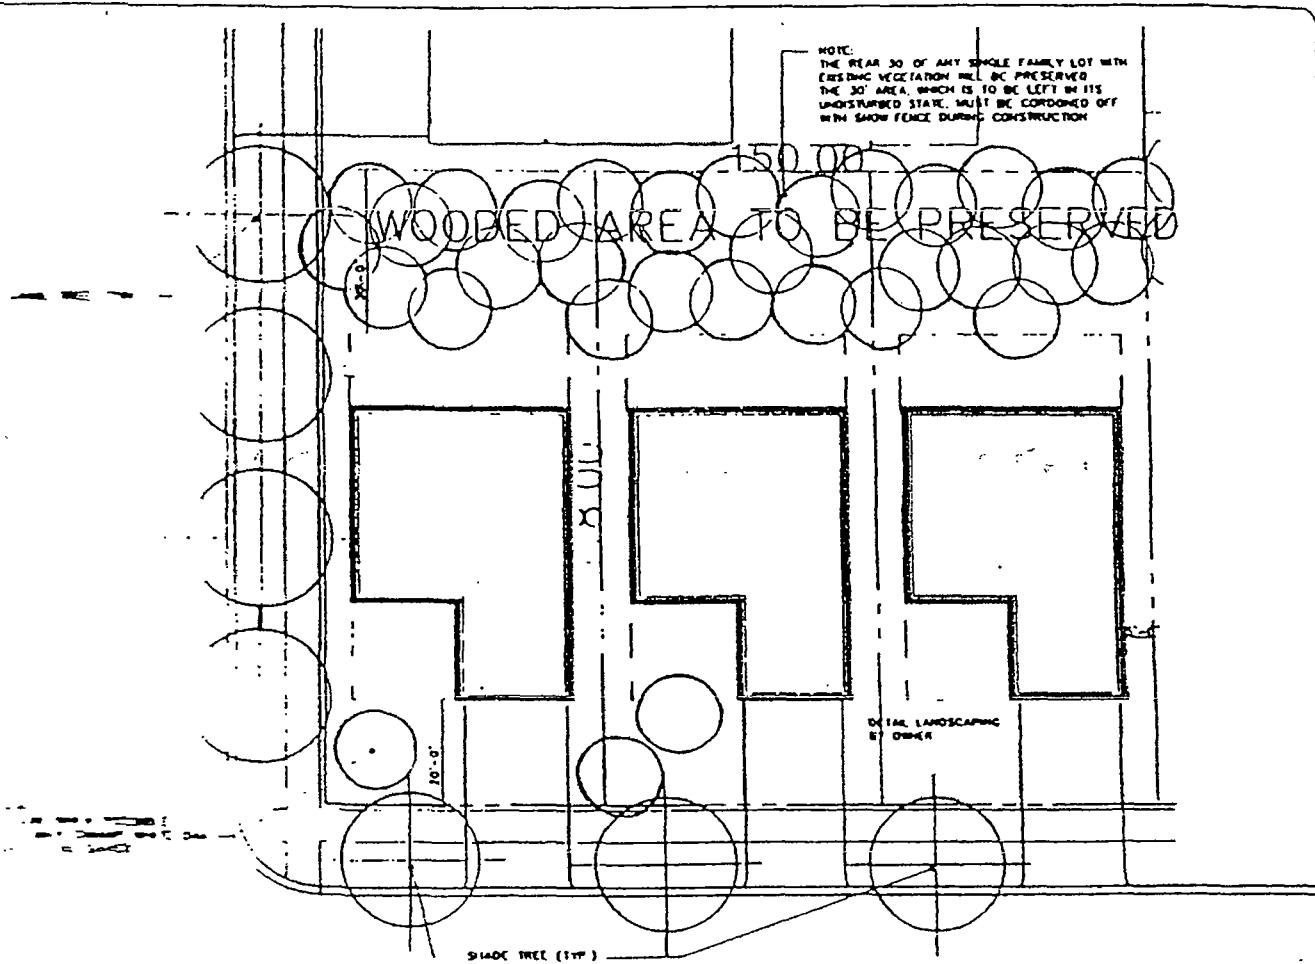 NOTE:
THE REAR 30' OF ANY SINGLE FAMILY LOT WITH
EXISTING VEGETATION WILL BE PRESERVED
THE 30' AREA, WHICH IS TO BE LEFT IN ITS
UNDISTURBED STATE, MUST BE CORDONED OFF
WITH SNOW FENCE DURING CONSTRUCTION
150.00
WOODED AREA TO BE PRESERVED
DETAIL LANDSCAPING
BY OWNER
20'-0"
SHADE TREE (TYP.)